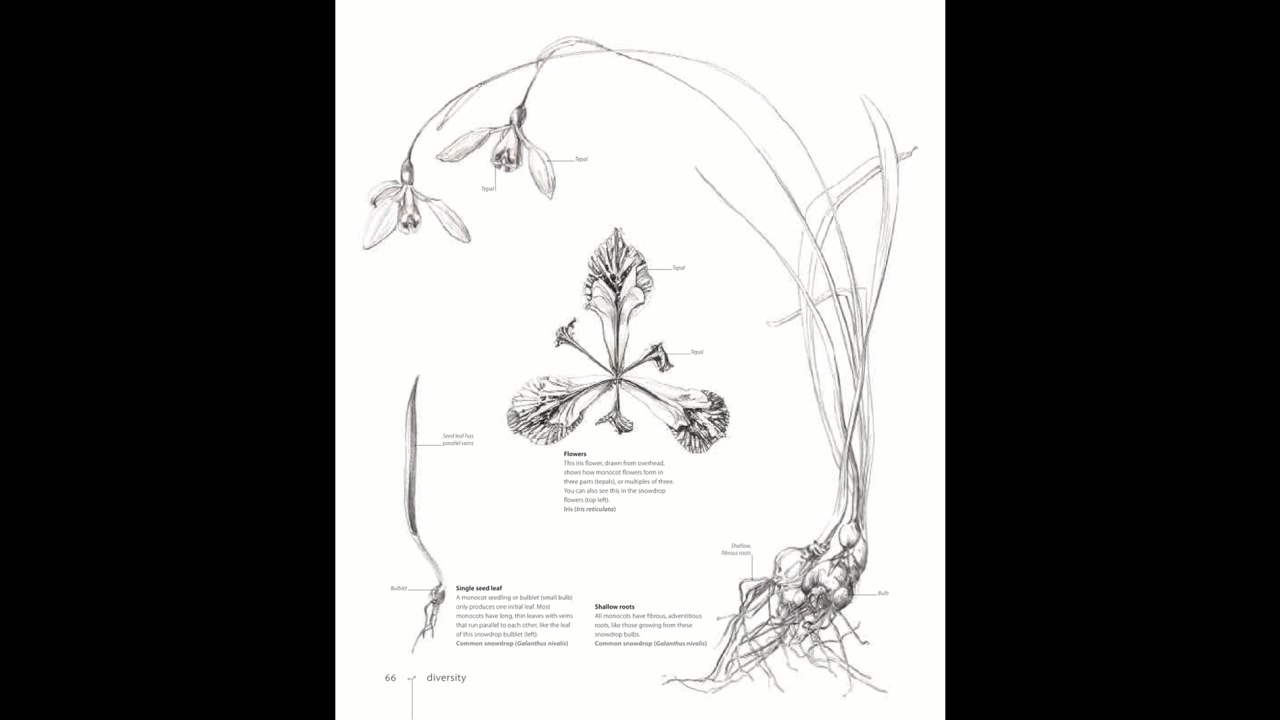 Tepal
Tepal
Tepal
Tepal
Seed leaf has
parallel veins
Flowers
This iris flower, drawn from overhead,
shows how monocot flowers form in
three parts (tepals), or multiples of three.
You can also see this in the snowdrop
flowers (top left).
Iris (Iris reticulata)
Shallow,
fibrous roots
Bulblet
Single seed leaf
A monocot seedling or bulblet (small bulb)
only produces one initial leaf. Most
monocots have long, thin leaves with veins
that run parallel to each other, like the leaf
of this snowdrop bulblet (left).
Common snowdrop (Galanthus nivalis)
Shallow roots
All monocots have fibrous, adventitious
roots, like those growing from these
snowdrop bulbs.
Common snowdrop (Galanthus nivalis)
Bulb
66 diversity